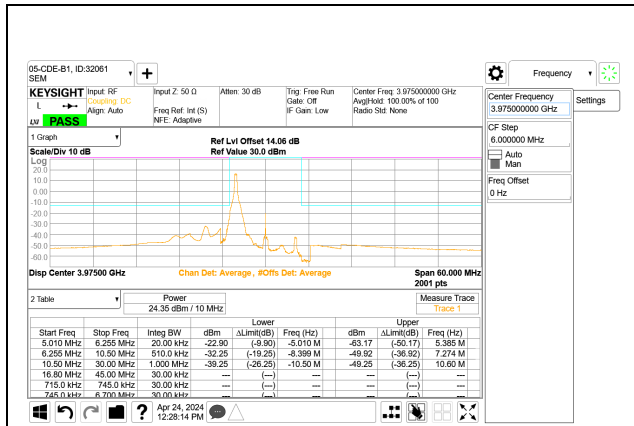 05-CDE-B1, ID:32061
SEM
Frequency
KEYSIGHT
L
LXI PASS
Input: RF
Coupling: DC
Align: Auto
Input Z: 50 Ω
Freq Ref: Int (S)
NFE: Adaptive
Atten: 30 dB
Trig: Free Run
Gate: Off
IF Gain: Low
Center Freq: 3.975000000 GHz
Avg|Hold: 100.00% of 100
Radio Std: None
Center Frequency
3.975000000 GHz
Settings
CF Step
6.000000 MHz
Auto
Man
Freq Offset
0 Hz
1 Graph
Scale/Div 10 dB
Ref Lvl Offset 14.06 dB
Ref Value 30.0 dBm
Log
20.0
10.0
0.00
-10.0
-20.0
-30.0
-40.0
-50.0
-60.0
Disp Center 3.97500 GHz
Chan Det: Average, #Offs Det: Average
Span 60.000 MHz
2001 pts
2 Table
Power
24.35 dBm / 10 MHz
Measure Trace
Trace 1
Lower Upper
Start Freq Stop Freq Integ BW dBm ΔLimit(dB) Freq (Hz) dBm ΔLimit(dB) Freq (Hz)
5.010 MHz 6.255 MHz 20.00 kHz -22.90 (-9.90) -5.010 M -63.17 (-50.17) 5.385 M
6.255 MHz 10.50 MHz 510.0 kHz -32.25 (-19.25) -8.399 M -49.92 (-36.92) 7.274 M
10.50 MHz 30.00 MHz 1.000 MHz -39.25 (-26.25) -10.50 M -49.25 (-36.25) 10.60 M
16.80 MHz 45.00 MHz 30.00 kHz --- (---) --- --- (---) ---
715.0 kHz 745.0 kHz 30.00 kHz --- (---) --- --- (---) ---
745.0 kHz 6.700 MHz 30.00 kHz --- (---) --- --- (---) ---
Apr 24, 2024
12:28:14 PM